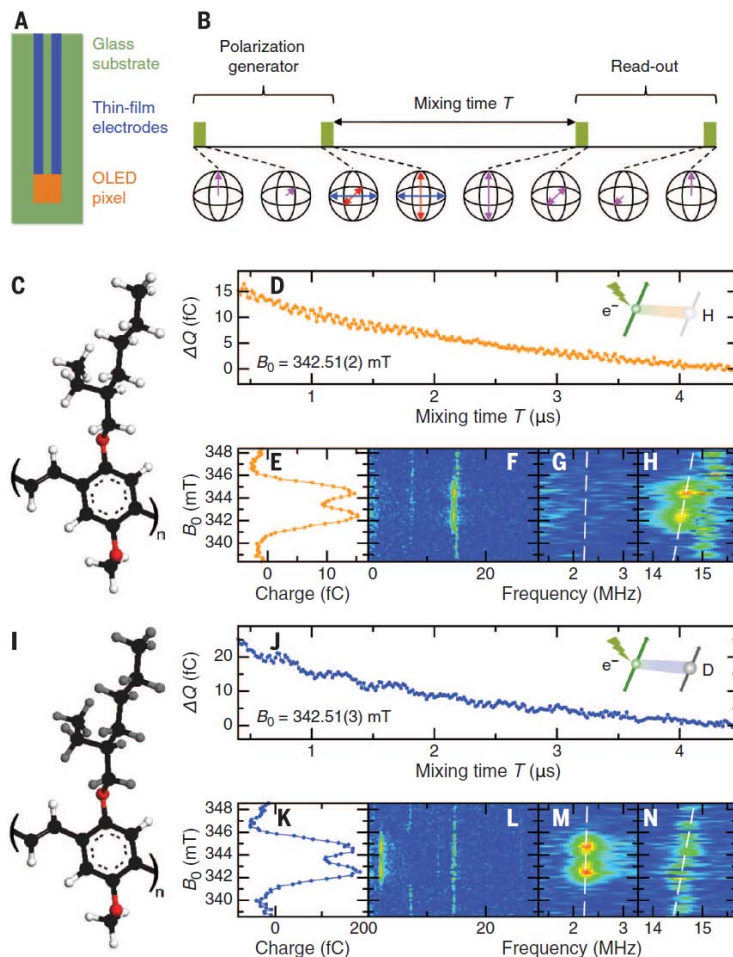 A
Glass
substrate
Thin-film
electrodes
OLED
pixel
B
Polarization
generator
Mixing time T
Read-out
C
n
D
ΔQ (fC)
15
10
5
0
B₀ = 342.51(2) mT
e⁻
H
1 2 3 4
Mixing time T (μs)
E F G H
B₀ (mT)
348
346
344
342
340
0 10 0 20 2 3 14 15
Charge (fC) Frequency (MHz)
I
n
J
ΔQ (fC)
20
10
0
B₀ = 342.51(3) mT
e⁻
D
1 2 3 4
Mixing time T (μs)
K L M N
B₀ (mT)
348
346
344
342
340
0 200 20 2 3 14 15
Charge (fC) Frequency (MHz)